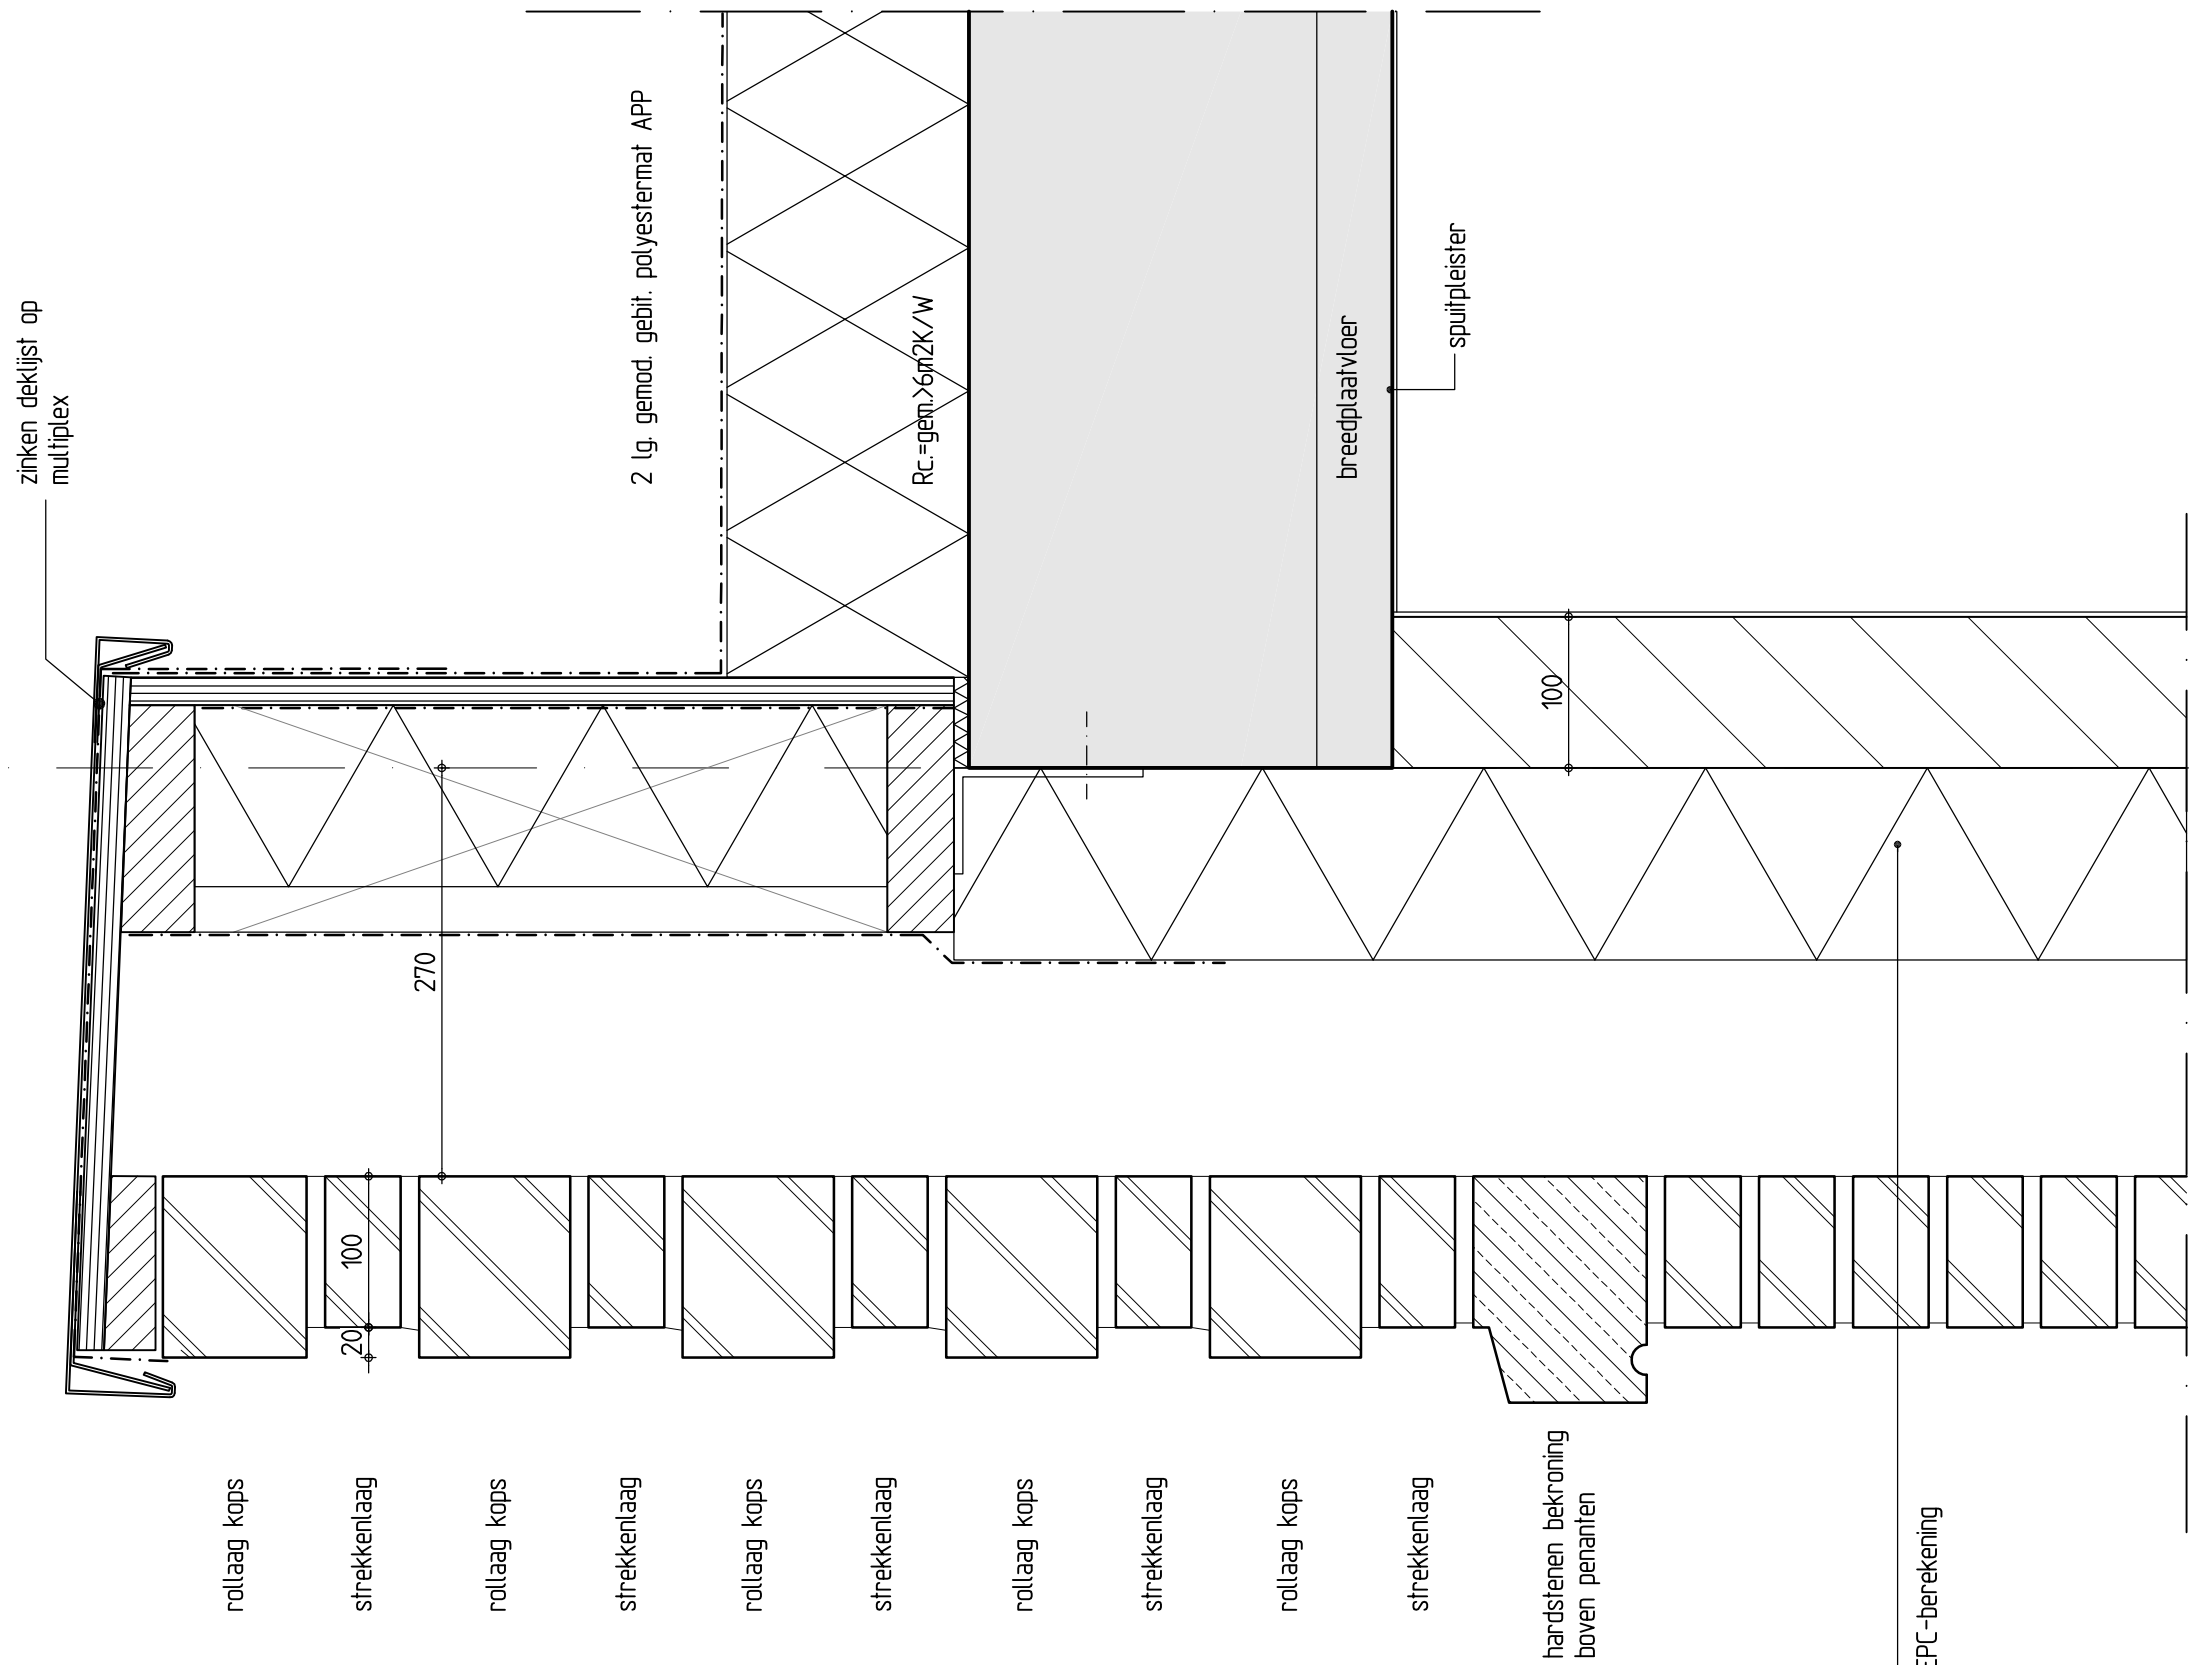 zinken deklijst op
multiplex
2 lg. gemod. gebit. polyestermat APP
Rc.=gem.>6m2K/W
breedplaatvloer
spuitpleister
100
270
100
20
rollaag kops
strekkenlaag
rollaag kops
strekkenlaag
rollaag kops
strekkenlaag
rollaag kops
strekkenlaag
rollaag kops
strekkenlaag
hardstenen bekroning
boven penanten
EPC-berekening